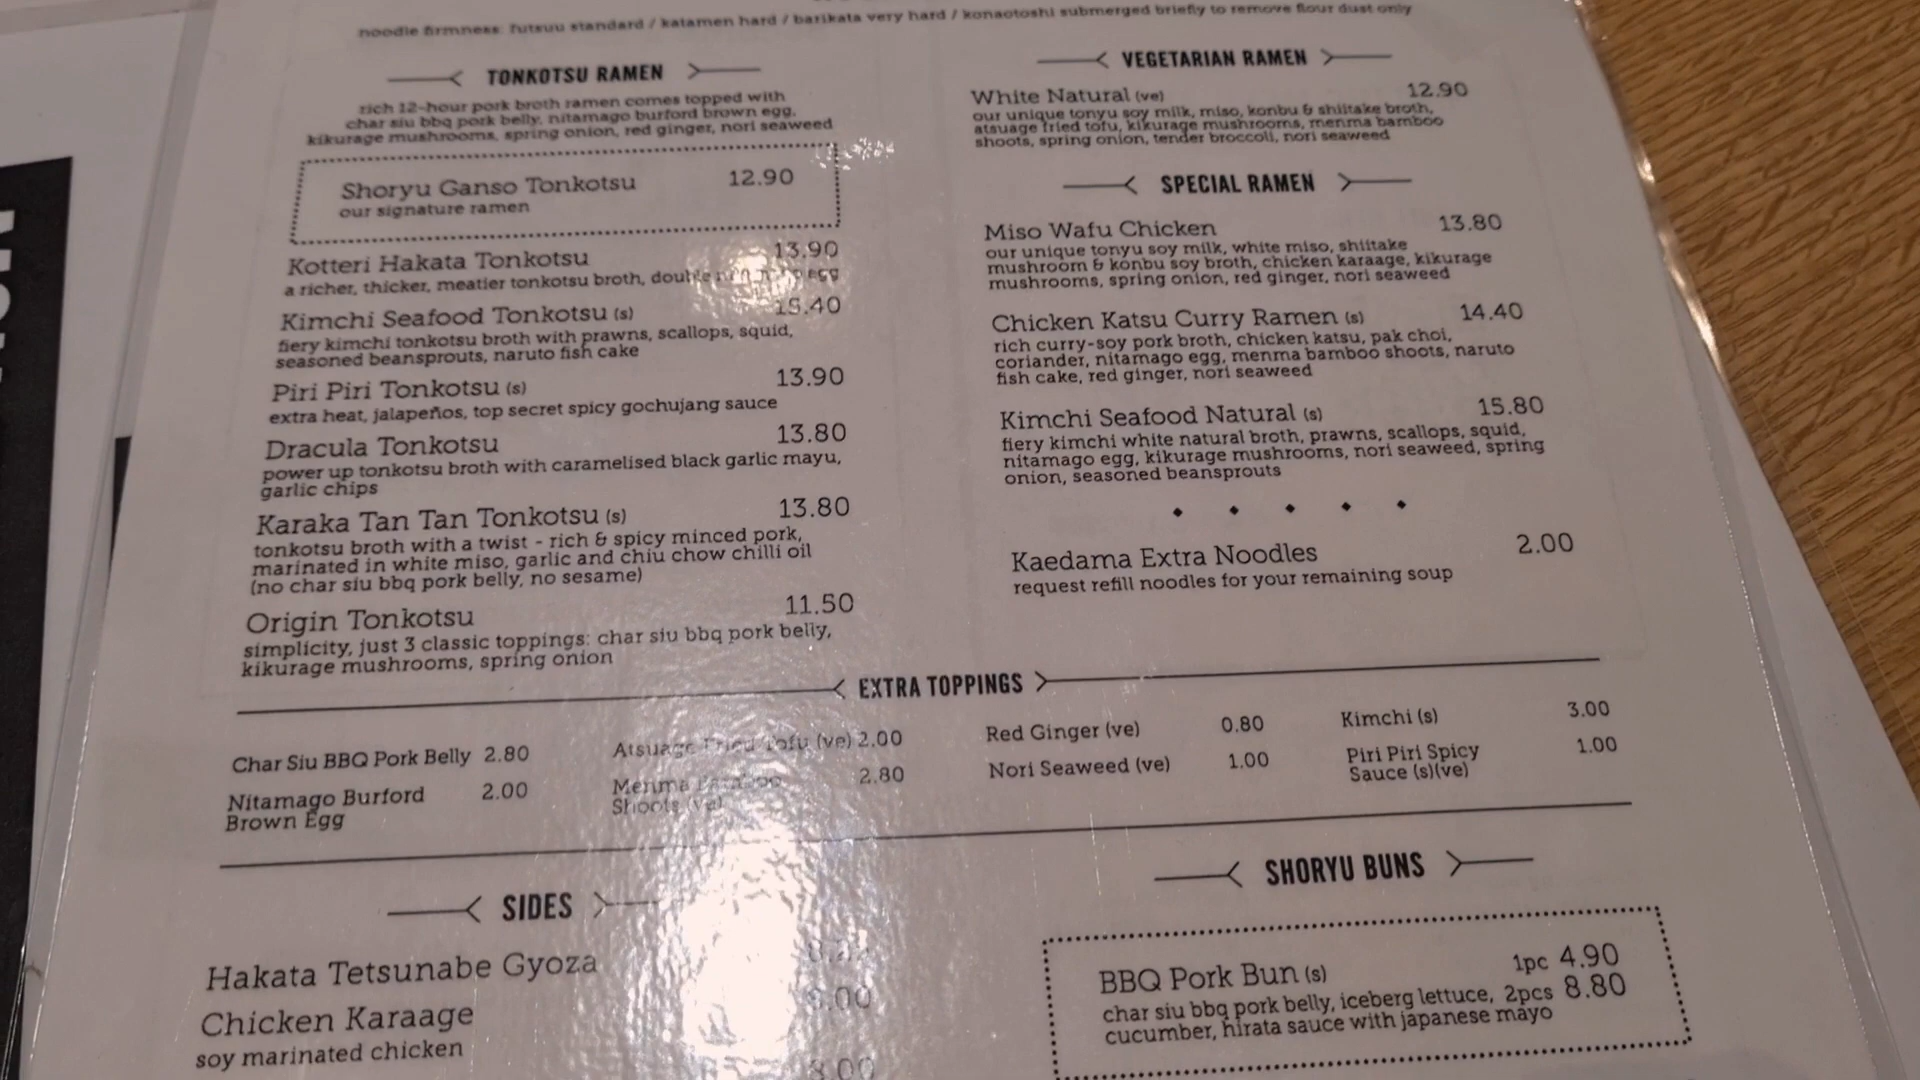 noodle firmness: futsuu standard / katamen hard / barikata very hard / konaotoshi submerged briefly to remove flour dust only
TONKOTSU RAMEN
rich 12-hour pork broth ramen comes topped with
char siu bbq pork belly, nitamago burford brown egg,
kikurage mushrooms, spring onion, red ginger, nori seaweed
Shoryu Ganso Tonkotsu 12.90
our signature ramen
Kotteri Hakata Tonkotsu 13.90
a richer, thicker, meatier tonkotsu broth, double egg
Kimchi Seafood Tonkotsu (s) 15.40
fiery kimchi tonkotsu broth with prawns, scallops, squid,
seasoned beansprouts, naruto fish cake
Piri Piri Tonkotsu (s) 13.90
extra heat, jalapeños, top secret spicy gochujang sauce
Dracula Tonkotsu 13.80
power up tonkotsu broth with caramelised black garlic mayu,
garlic chips
Karaka Tan Tan Tonkotsu (s) 13.80
tonkotsu broth with a twist - rich & spicy minced pork,
marinated in white miso, garlic and chiu chow chilli oil
(no char siu bbq pork belly, no sesame)
Origin Tonkotsu 11.50
simplicity, just 3 classic toppings: char siu bbq pork belly,
kikurage mushrooms, spring onion
VEGETARIAN RAMEN
White Natural (ve) 12.90
our unique tonyu soy milk, miso, konbu & shiitake broth,
atsuage fried tofu, kikurage mushrooms, menma bamboo
shoots, spring onion, tender broccoli, nori seaweed
SPECIAL RAMEN
Miso Wafu Chicken 13.80
our unique tonyu soy milk, white miso, shiitake
mushroom & konbu soy broth, chicken karaage, kikurage
mushrooms, spring onion, red ginger, nori seaweed
Chicken Katsu Curry Ramen (s) 14.40
rich curry-soy pork broth, chicken katsu, pak choi,
coriander, nitamago egg, menma bamboo shoots, naruto
fish cake, red ginger, nori seaweed
Kimchi Seafood Natural (s) 15.80
fiery kimchi white natural broth, prawns, scallops, squid,
nitamago egg, kikurage mushrooms, nori seaweed, spring
onion, seasoned beansprouts
Kaedama Extra Noodles 2.00
request refill noodles for your remaining soup
EXTRA TOPPINGS
Char Siu BBQ Pork Belly 2.80
Nitamago Burford 2.00
Brown Egg
Atsuage Fried Tofu (ve) 2.00
Menma Bamboo 2.80
Shoots (ve)
Red Ginger (ve) 0.80
Nori Seaweed (ve) 1.00
Kimchi (s) 3.00
Piri Piri Spicy 1.00
Sauce (s)(ve)
SIDES
Hakata Tetsunabe Gyoza
Chicken Karaage
soy marinated chicken
SHORYU BUNS
BBQ Pork Bun (s) 1pc 4.90
char siu bbq pork belly, iceberg lettuce, 2pcs 8.80
cucumber, hirata sauce with japanese mayo